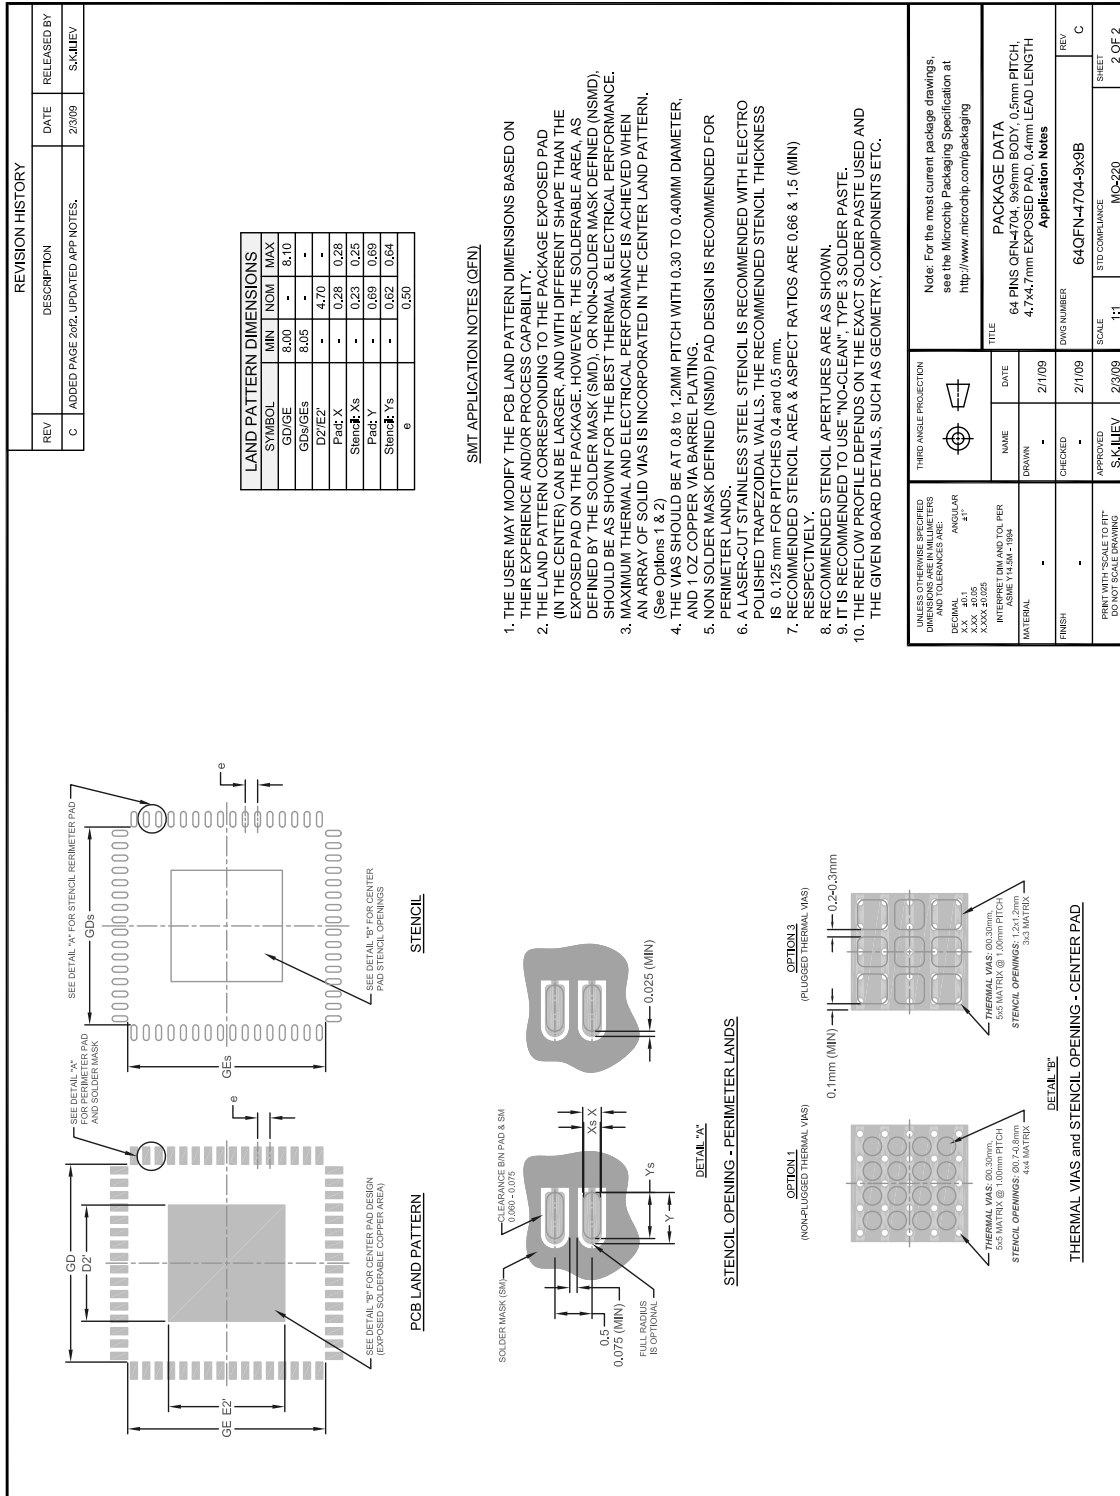 REVISION HISTORY
REV DESCRIPTION DATE RELEASED BY
C ADDED PAGE 2of2. UPDATED APP NOTES. 2/3/09 S.K.ILIEV
SEE DETAIL "A"
FOR PERIMETER PAD
AND SOLDER MASK
GD
D2'
GE E2'
e
SEE DETAIL "B" FOR CENTER PAD DESIGN
(EXPOSED SOLDERABLE COPPER AREA)
PCB LAND PATTERN
SEE DETAIL "A" FOR STENCIL RERIMETER PAD
GDs
GEs
e
SEE DETAIL "B" FOR CENTER
PAD STENCIL OPENINGS
STENCIL
LAND PATTERN DIMENSIONS
SYMBOL MIN NOM MAX
GD/GE 8.00 - 8.10
GDs/GEs 8.05 - -
D2'/E2' - 4.70 -
Pad: X - 0.28 0.28
Stencil: Xs - 0.23 0.25
Pad: Y - 0.69 0.69
Stencil: Ys - 0.62 0.64
e 0.50
SOLDER MASK (SM)
CLEARANCE B/N PAD & SM
0.060 - 0.075
0.5
0.075 (MIN)
FULL RADIUS
IS OPTIONAL
Xs X
Ys
Y
0.025 (MIN)
DETAIL "A"
STENCIL OPENING - PERIMETER LANDS
OPTION 1
(NON-PLUGGED THERMAL VIAS)
THERMAL VIAS: Ø0.30mm,
5x5 MATRIX @ 1.00mm PITCH
STENCIL OPENINGS: Ø0.7-0.8mm
4x4 MATRIX
OPTION 3
(PLUGGED THERMAL VIAS)
0.1mm (MIN)
0.2-0.3mm
THERMAL VIAS: Ø0.30mm,
5x5 MATRIX @ 1.00mm PITCH
STENCIL OPENINGS: 1.2x1.2mm
3x3 MATRIX
DETAIL "B"
THERMAL VIAS and STENCIL OPENING - CENTER PAD
SMT APPLICATION NOTES (QFN)
1. THE USER MAY MODIFY THE PCB LAND PATTERN DIMENSIONS BASED ON
THEIR EXPERIENCE AND/OR PROCESS CAPABILITY.
2. THE LAND PATTERN CORRESPONDING TO THE PACKAGE EXPOSED PAD
(IN THE CENTER) CAN BE LARGER, AND WITH DIFFERENT SHAPE THAN THE
EXPOSED PAD ON THE PACKAGE. HOWEVER, THE SOLDERABLE AREA, AS
DEFINED BY THE SOLDER MASK (SMD), OR NON-SOLDER MASK DEFINED (NSMD),
SHOULD BE AS SHOWN FOR THE BEST THERMAL & ELECTRICAL PERFORMANCE.
3. MAXIMUM THERMAL AND ELECTRICAL PERFORMANCE IS ACHIEVED WHEN
AN ARRAY OF SOLID VIAS IS INCORPORATED IN THE CENTER LAND PATTERN.
(See Options 1 & 2)
4. THE VIAS SHOULD BE AT 0.8 to 1.2MM PITCH WITH 0.30 TO 0.40MM DIAMETER,
AND 1 OZ COPPER VIA BARREL PLATING.
5. NON SOLDER MASK DEFINED (NSMD) PAD DESIGN IS RECOMMENDED FOR
PERIMETER LANDS.
6. A LASER-CUT STAINLESS STEEL STENCIL IS RECOMMENDED WITH ELECTRO
POLISHED TRAPEZOIDAL WALLS. THE RECOMMENDED STENCIL THICKNESS
IS 0.125 mm FOR PITCHES 0.4 and 0.5 mm.
7. RECOMMENDED STENCIL AREA & ASPECT RATIOS ARE 0.66 & 1.5 (MIN)
RESPECTIVELY.
8. RECOMMENDED STENCIL APERTURES ARE AS SHOWN.
9. IT IS RECOMMENDED TO USE "NO-CLEAN", TYPE 3 SOLDER PASTE.
10. THE REFLOW PROFILE DEPENDS ON THE EXACT SOLDER PASTE USED AND
THE GIVEN BOARD DETAILS, SUCH AS GEOMETRY, COMPONENTS ETC.
UNLESS OTHERWISE SPECIFIED
DIMENSIONS ARE IN MILLIMETERS
AND TOLERANCES ARE:
DECIMAL ANGULAR
X.X ±0.1 ±1°
X.XX ±0.05
X.XXX ±0.025
INTERPRET DIM AND TOL PER
ASME Y14.5M - 1994
MATERIAL
-
FINISH
-
PRINT WITH "SCALE TO FIT"
DO NOT SCALE DRAWING
THIRD ANGLE PROJECTION
NAME DATE
DRAWN
- 2/1/09
CHECKED
- 2/1/09
APPROVED
S.K.ILIEV 2/3/09
Note: For the most current package drawings,
see the Microchip Packaging Specification at
http://www.microchip.com/packaging
TITLE
PACKAGE DATA
64 PINS QFN-4704, 9x9mm BODY, 0.5mm PITCH,
4.7x4.7mm EXPOSED PAD, 0.4mm LEAD LENGTH
Application Notes
DWG NUMBER REV
64QFN-4704-9x9B C
SCALE STD COMPLIANCE SHEET
1:1 MO-220 2 OF 2